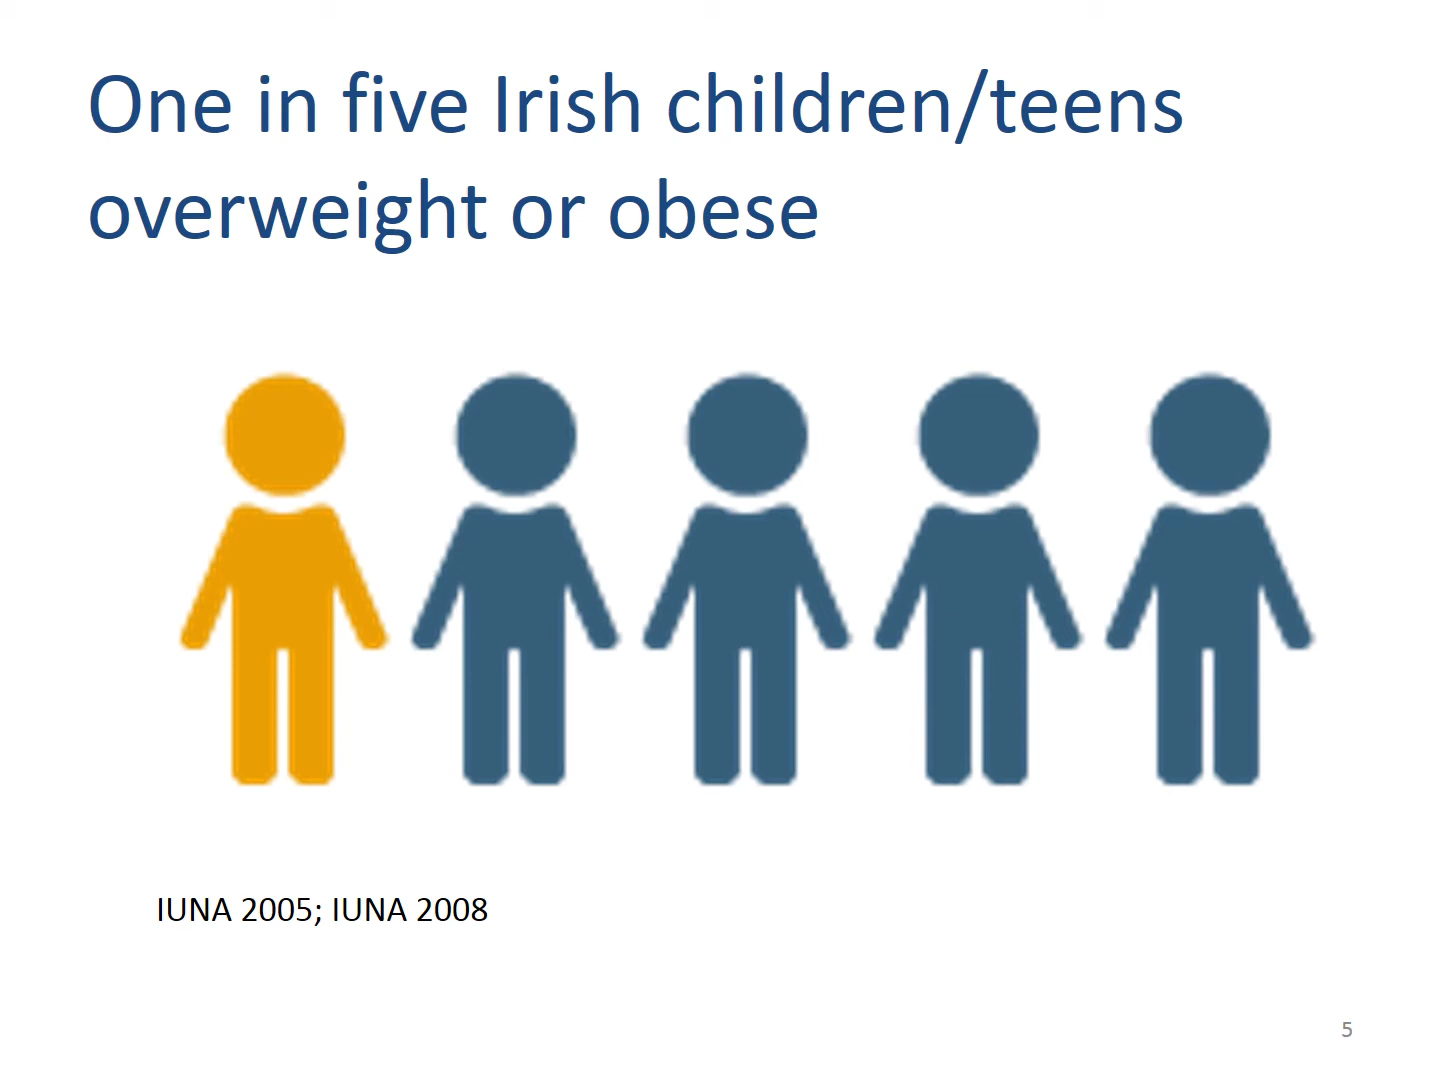 One in five Irish children/teens
overweight or obese
IUNA 2005; IUNA 2008
5